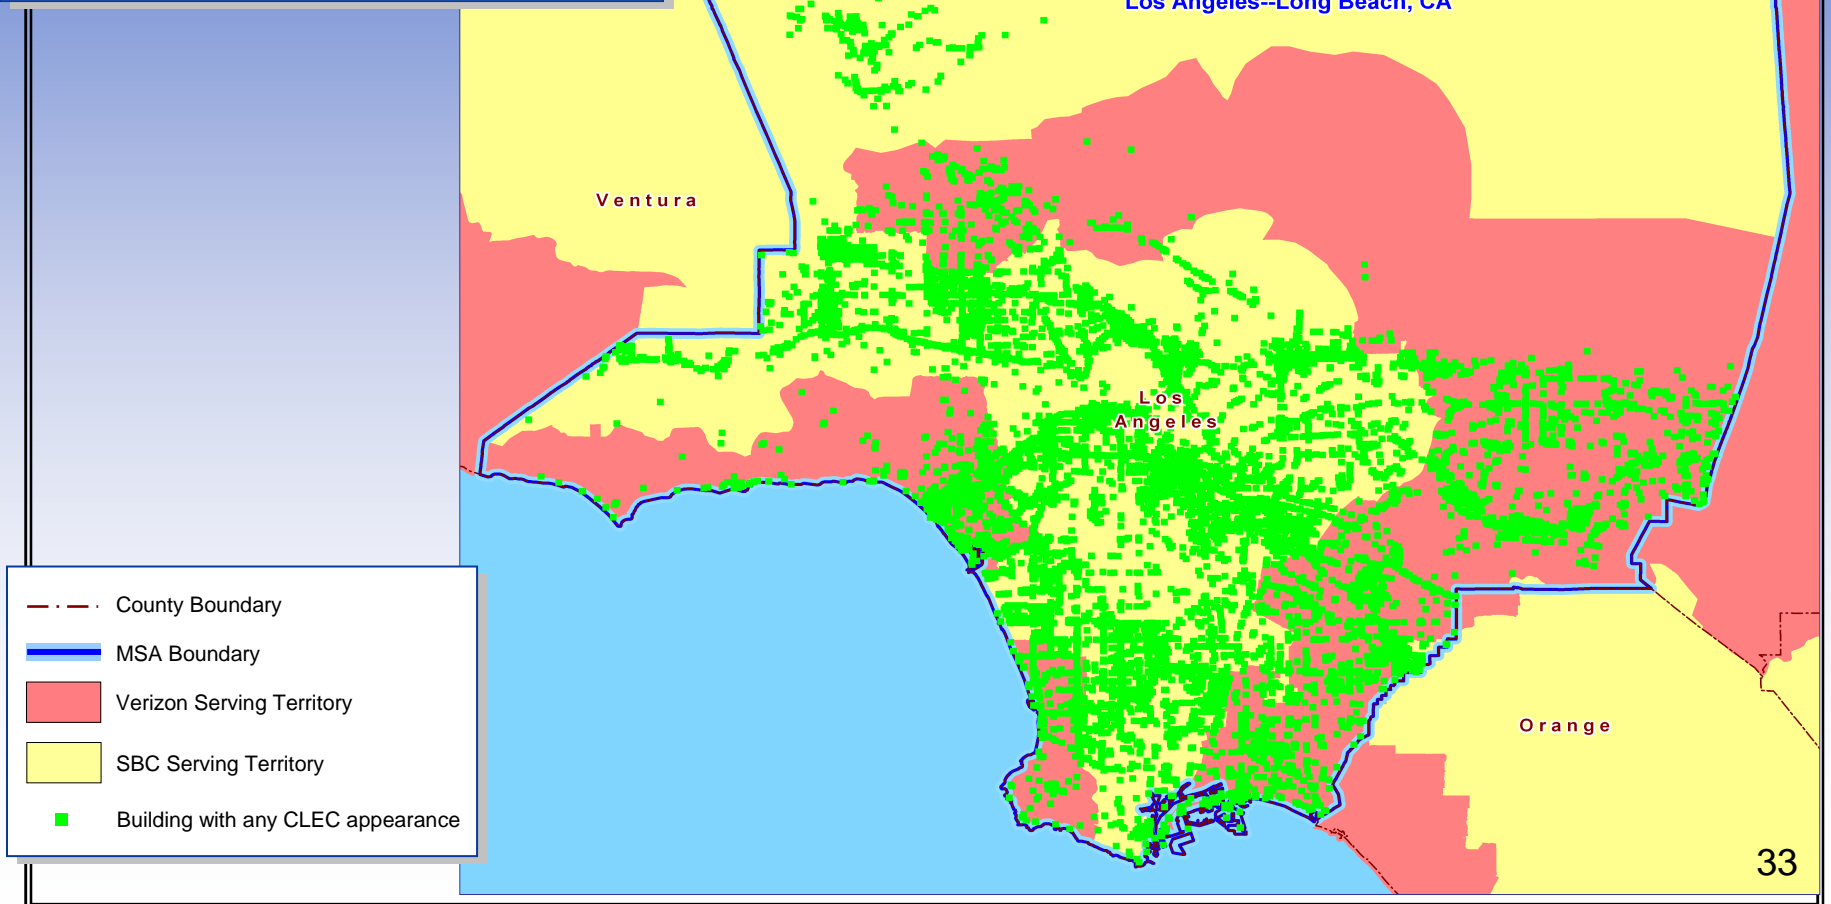 Los Angeles--Long Beach, CA
Ventura
Los
Angeles
Orange
County Boundary
MSA Boundary
Verizon Serving Territory
SBC Serving Territory
Building with any CLEC appearance
33